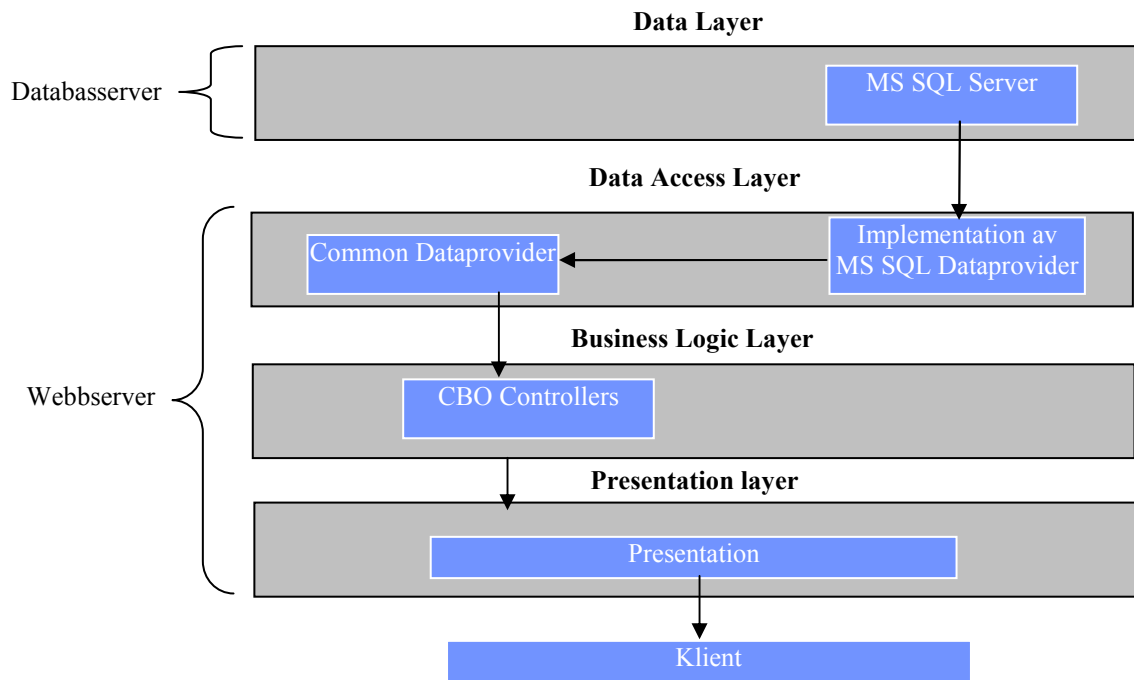 Data Layer
Databasserver
MS SQL Server
Data Access Layer
Common Dataprovider
Implementation av
MS SQL Dataprovider
Business Logic Layer
Webbserver
CBO Controllers
Presentation layer
Presentation
Klient